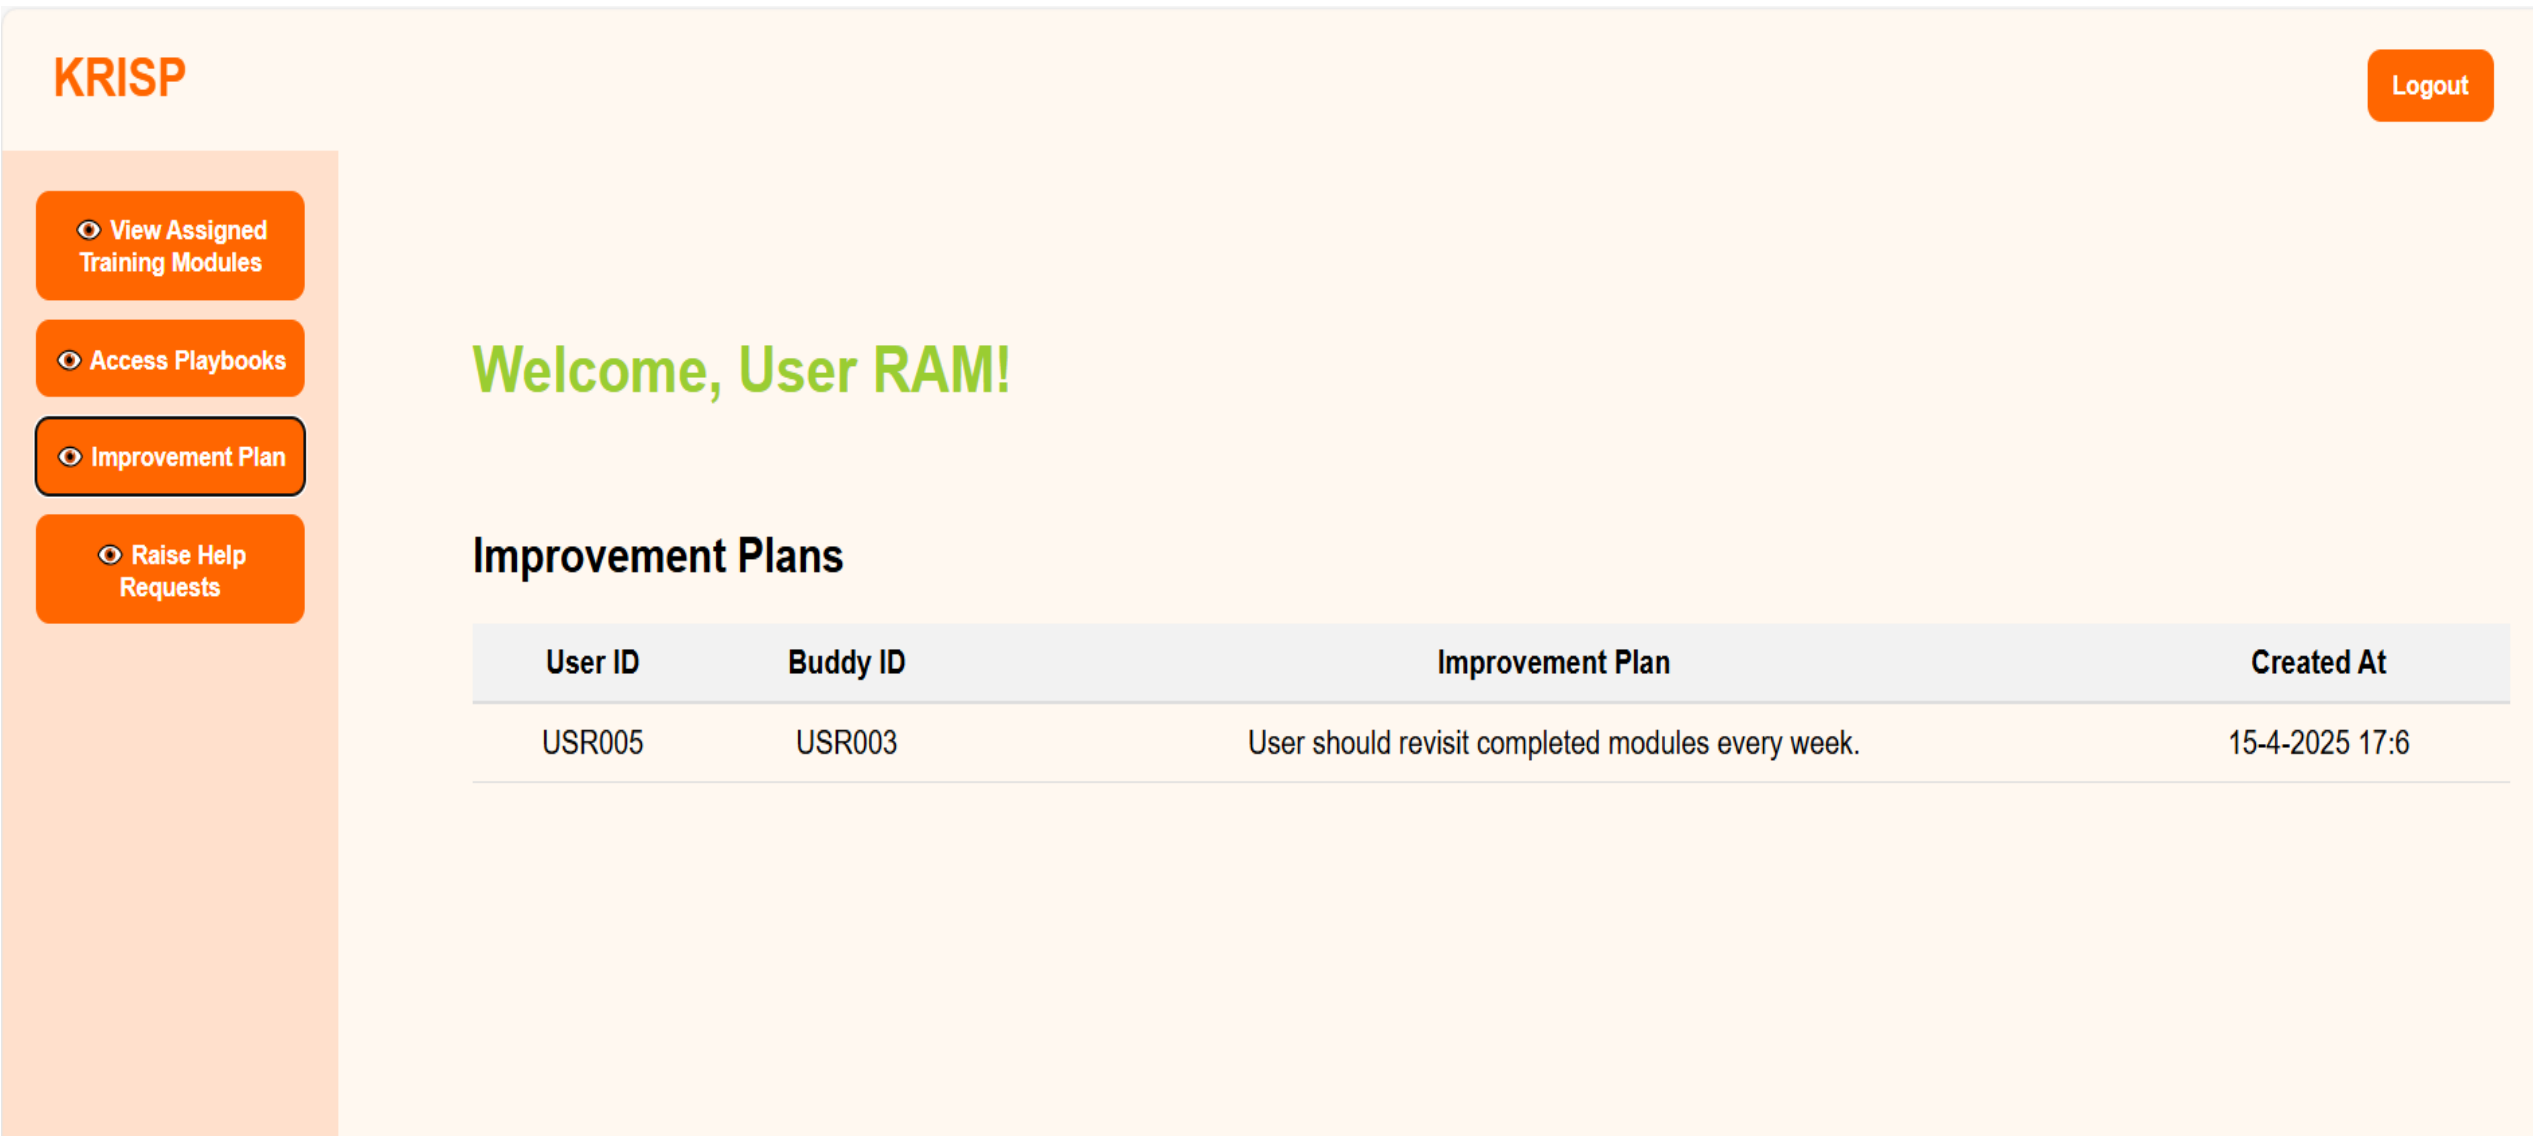 KRISP
Logout
View Assigned
Training Modules
Access Playbooks
Improvement Plan
Raise Help
Requests
Welcome, User RAM!
Improvement Plans
User ID Buddy ID Improvement Plan Created At
USR005 USR003 User should revisit completed modules every week. 15-4-2025 17:6